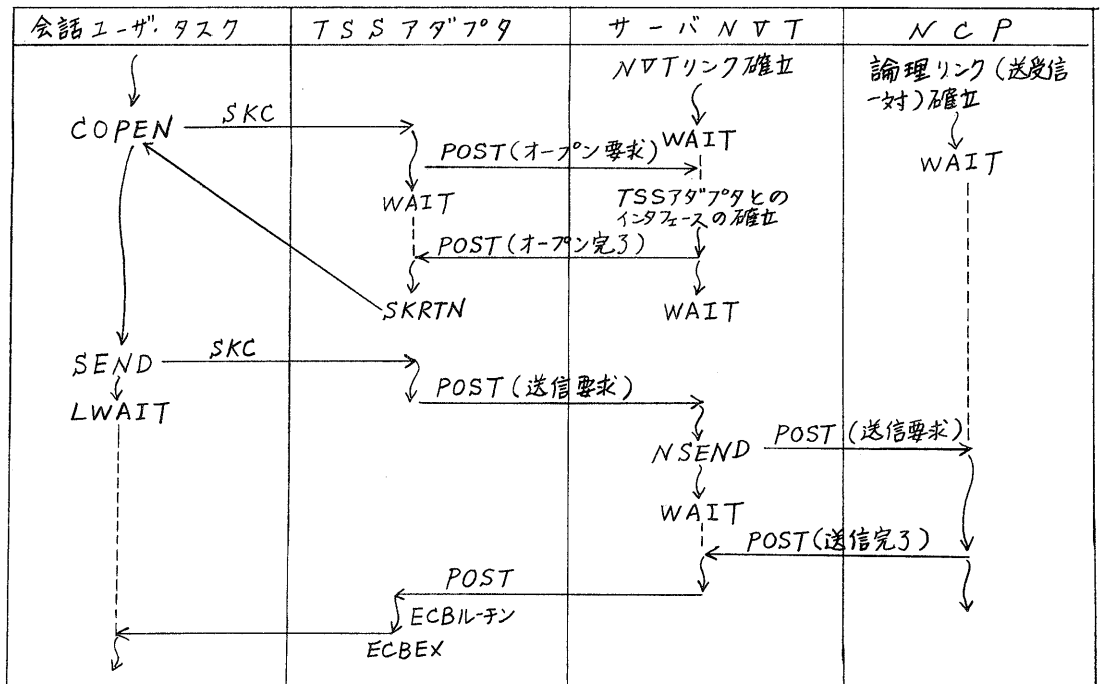 会話ユーザ・タスク
TSSアダプタ
サーバNVT
NCP
NVTリンク確立
論理リンク(送受信
一対)確立
COPEN
SKC
WAIT
WAIT
POST(オープン要求)
WAIT
TSSアダプタとの
インタフェースの確立
POST(オープン完了)
SKRTN
WAIT
SEND
SKC
POST(送信要求)
LWAIT
NSEND
POST(送信要求)
WAIT
POST(送信完了)
POST
ECBルーチン
ECBEX